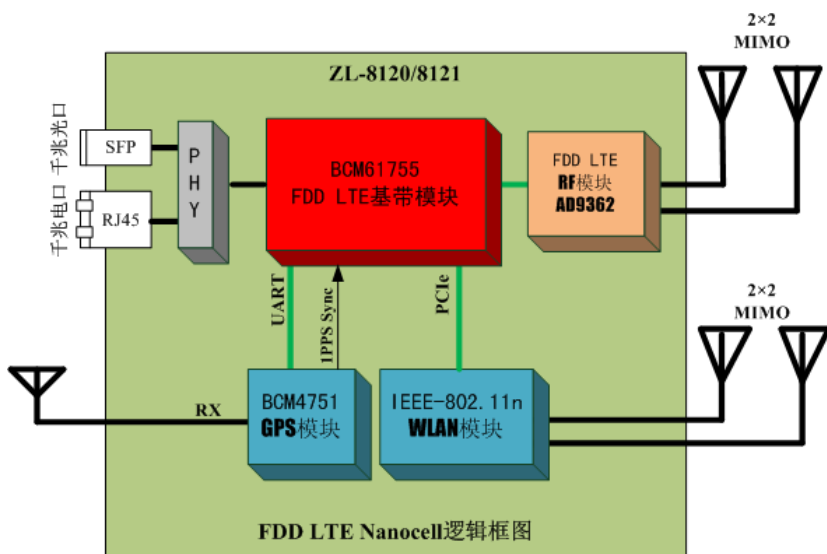 2×2
MIMO
ZL-8120/8121
千兆光口
SFP
千兆电口
RJ45
P
H
Y
BCM61755
FDD LTE基带模块
FDD LTE
RF模块
AD9362
UART
1PPS Sync
PCIe
2×2
MIMO
RX
BCM4751
GPS模块
IEEE-802.11n
WLAN模块
FDD LTE Nanocell逻辑框图